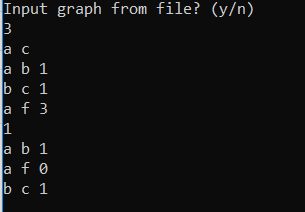 Input graph from file? (y/n)
3
a c
a b 1
b c 1
a f 3
1
a b 1
a f 0
b c 1